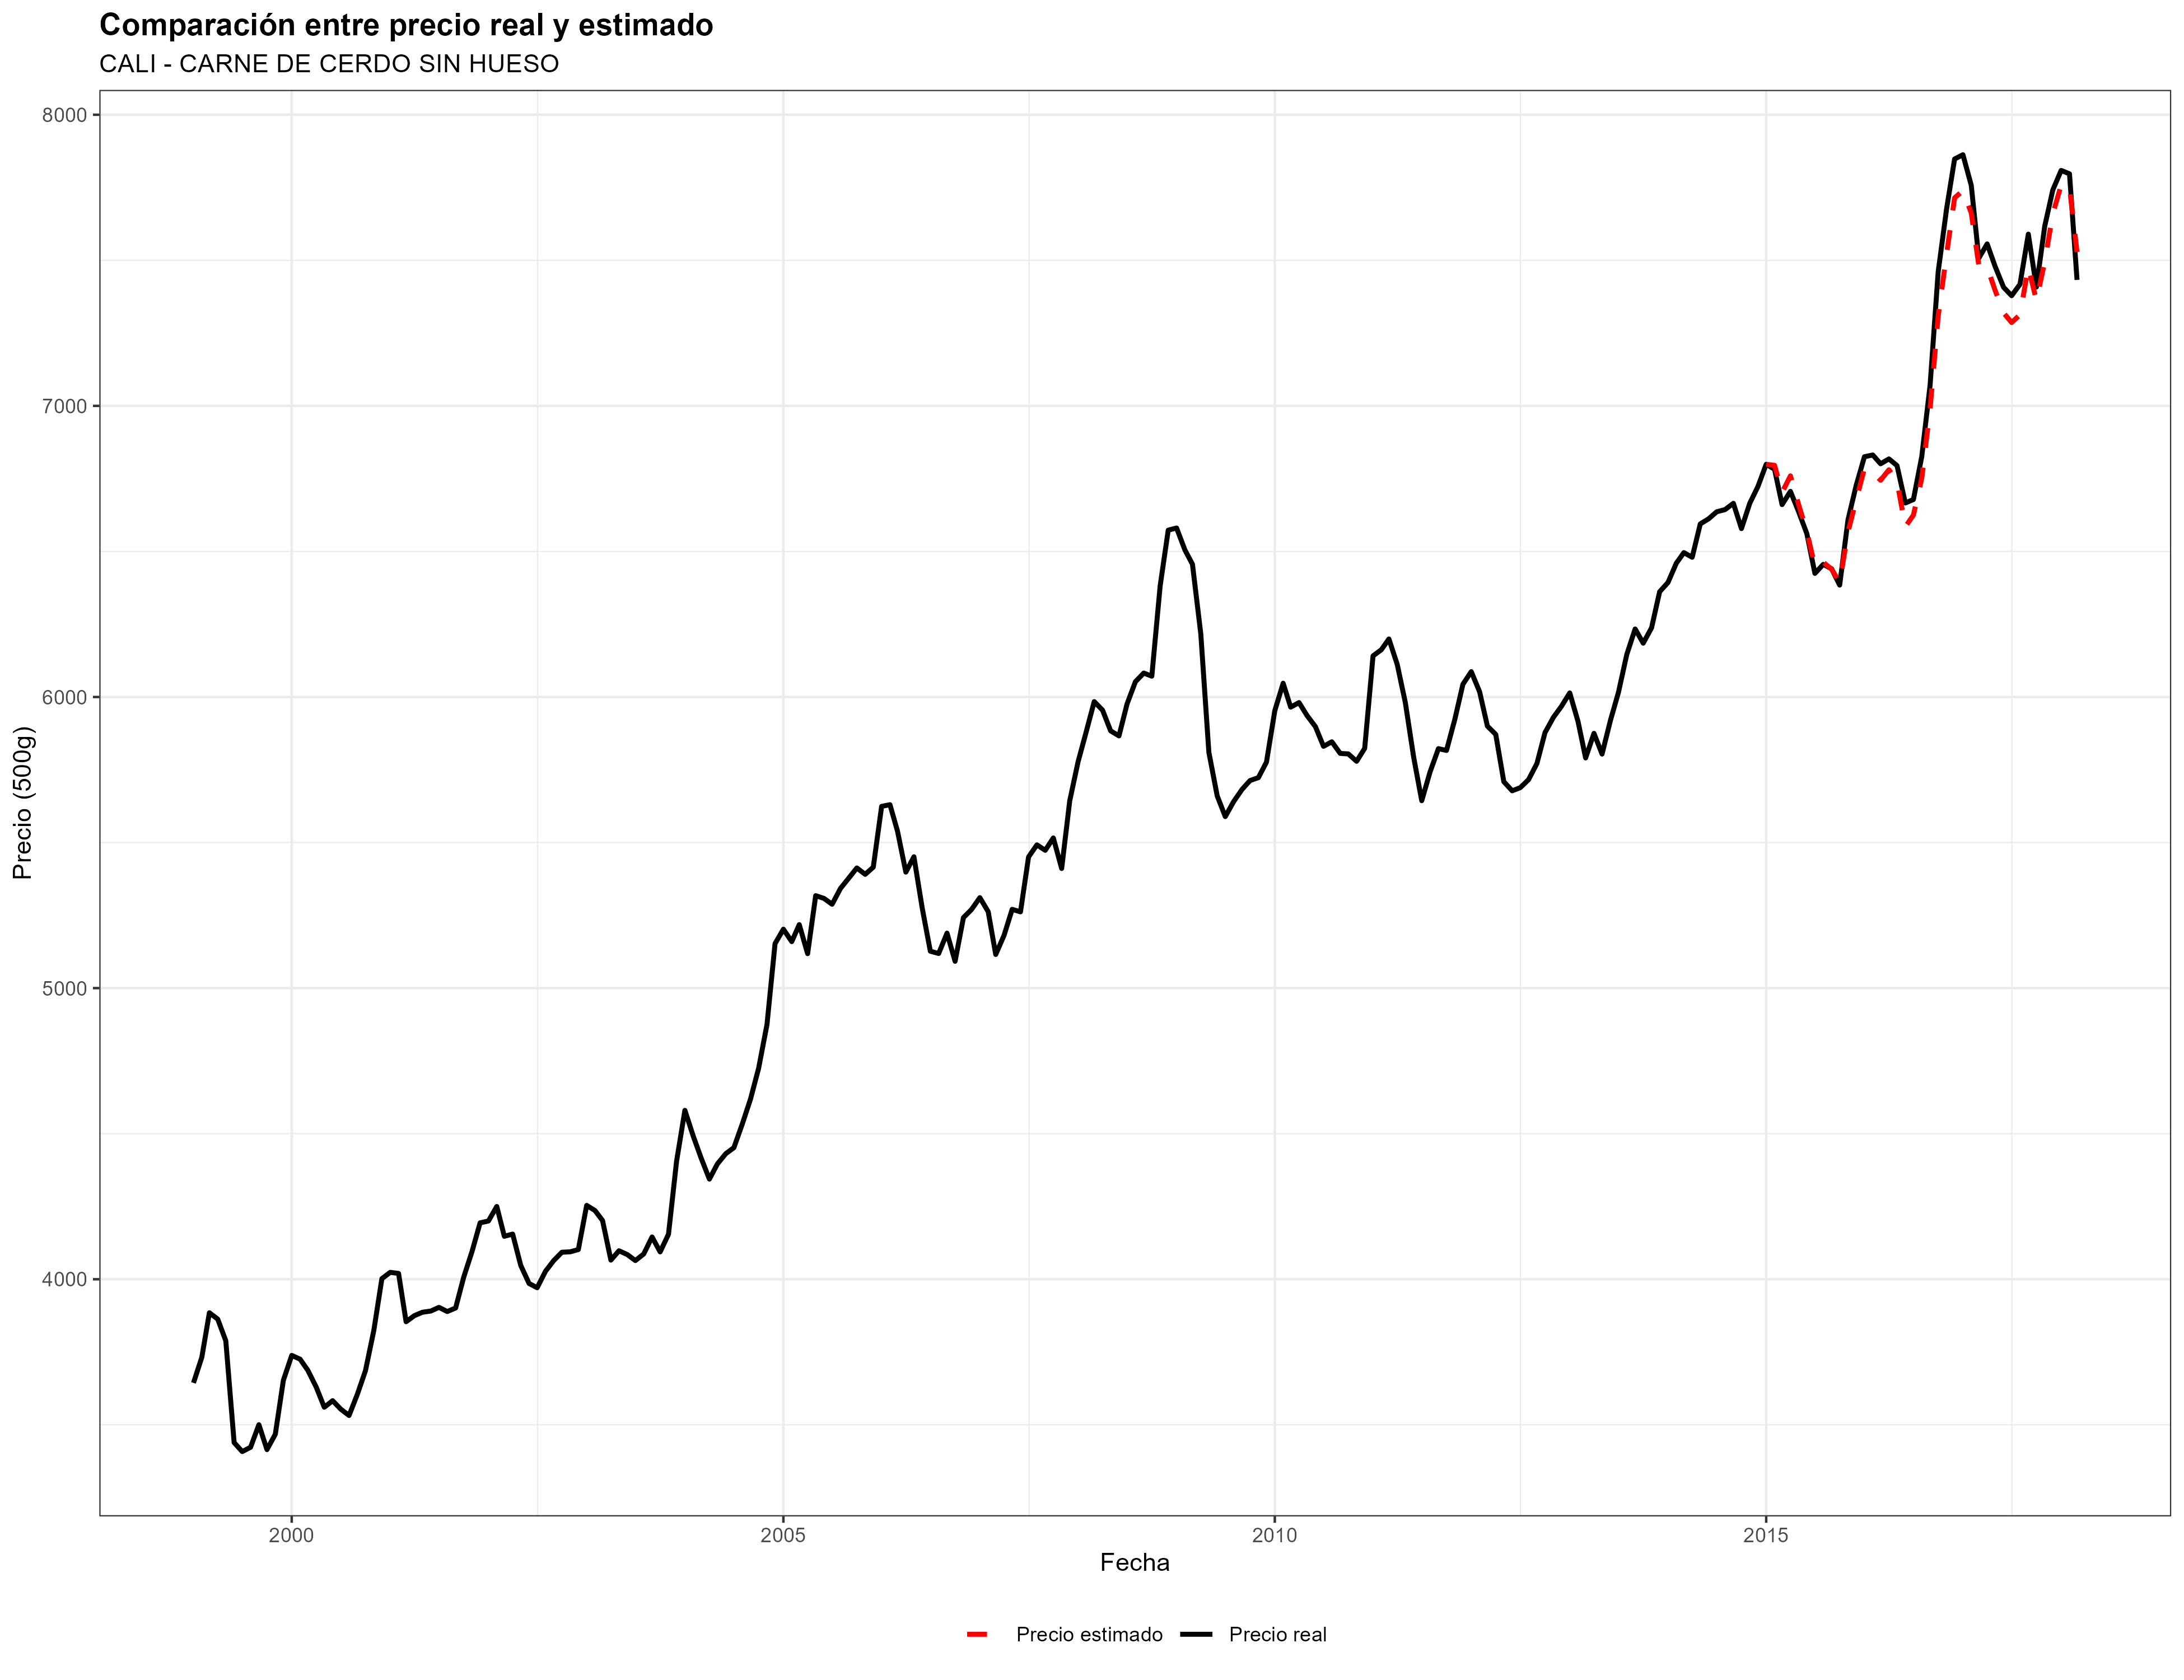 Comparación entre precio real y estimado
CALI - CARNE DE CERDO SIN HUESO
8000
7000
6000
5000
4000
Precio (500g)
2000 2005 2010 2015
Fecha
Precio estimado Precio real